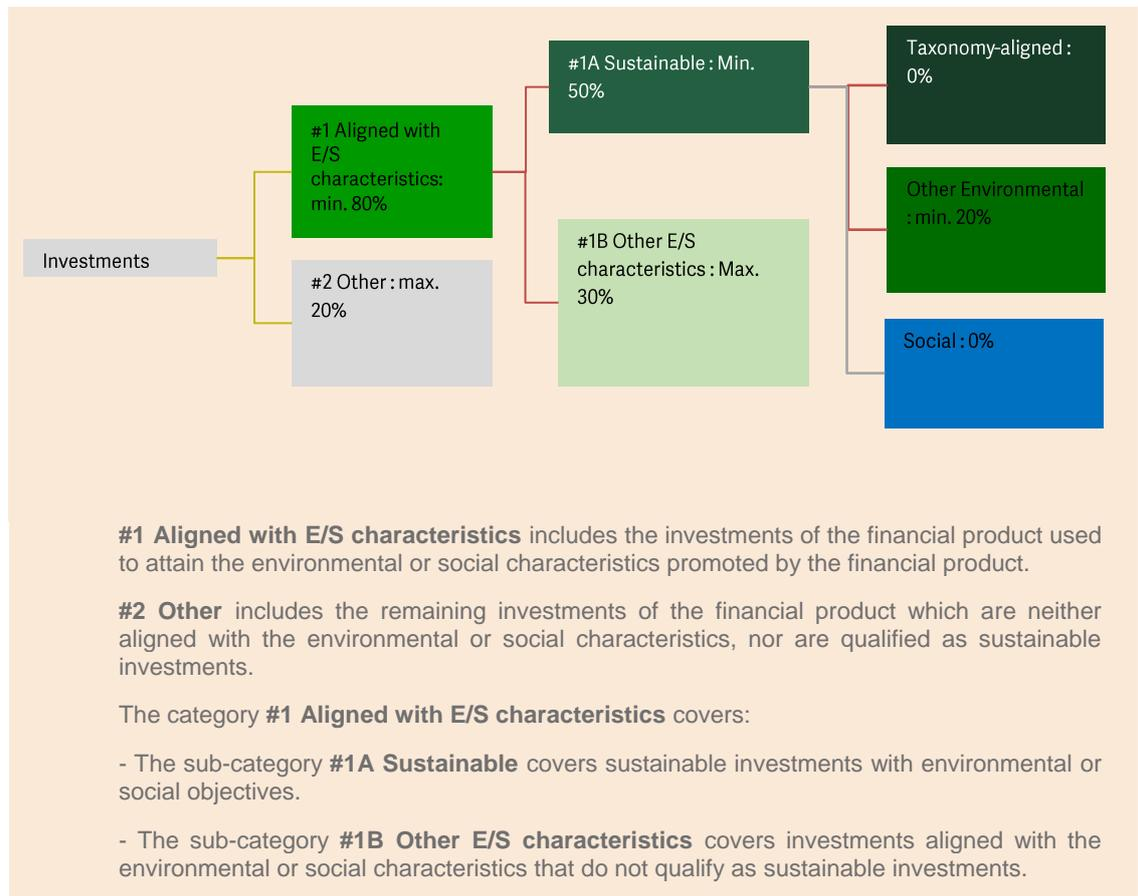 Investments
#1 Aligned with
E/S
characteristics:
min. 80%
#2 Other : max.
20%
#1A Sustainable : Min.
50%
#1B Other E/S
characteristics : Max.
30%
Taxonomy-aligned :
0%
Other Environmental
: min. 20%
Social : 0%
#1 Aligned with E/S characteristics includes the investments of the financial product used
to attain the environmental or social characteristics promoted by the financial product.
#2 Other includes the remaining investments of the financial product which are neither
aligned with the environmental or social characteristics, nor are qualified as sustainable
investments.
The category #1 Aligned with E/S characteristics covers:
- The sub-category #1A Sustainable covers sustainable investments with environmental or
social objectives.
- The sub-category #1B Other E/S characteristics covers investments aligned with the
environmental or social characteristics that do not qualify as sustainable investments.